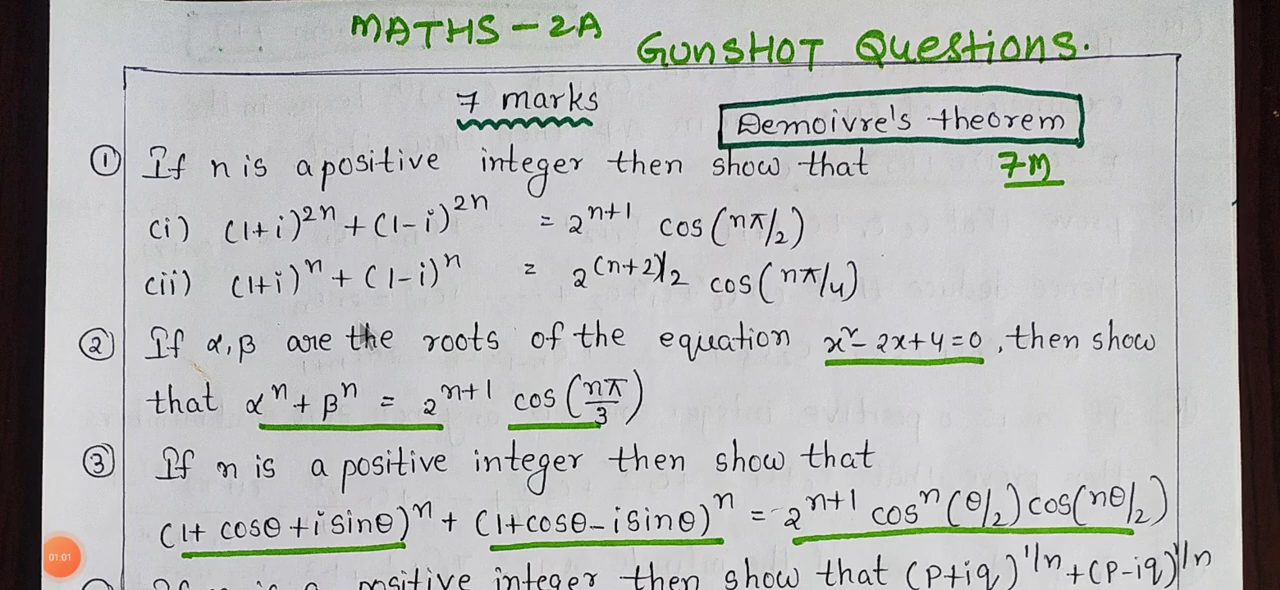 MATHS - 2A
GUNSHOT QUESTIONS.
7 marks
Demoivre's theorem
① If n is a positive integer then show that 7M
(i) (1+i)^2n + (1-i)^2n = 2^n+1 cos(nπ/2)
(ii) (1+i)^n + (1-i)^n = 2^(n+2)/2 cos(nπ/4)
② If α,β are the roots of the equation x²-2x+4=0, then show
that α^n + β^n = 2^n+1 cos(nπ/3)
③ If n is a positive integer then show that
(1+cosθ+isinθ)^n + (1+cosθ-isinθ)^n = 2^n+1 cos^n(θ/2)cos(nθ/2)
positive integer then show that (P+iq)^1/n+(P-iq)^1/n
01:01